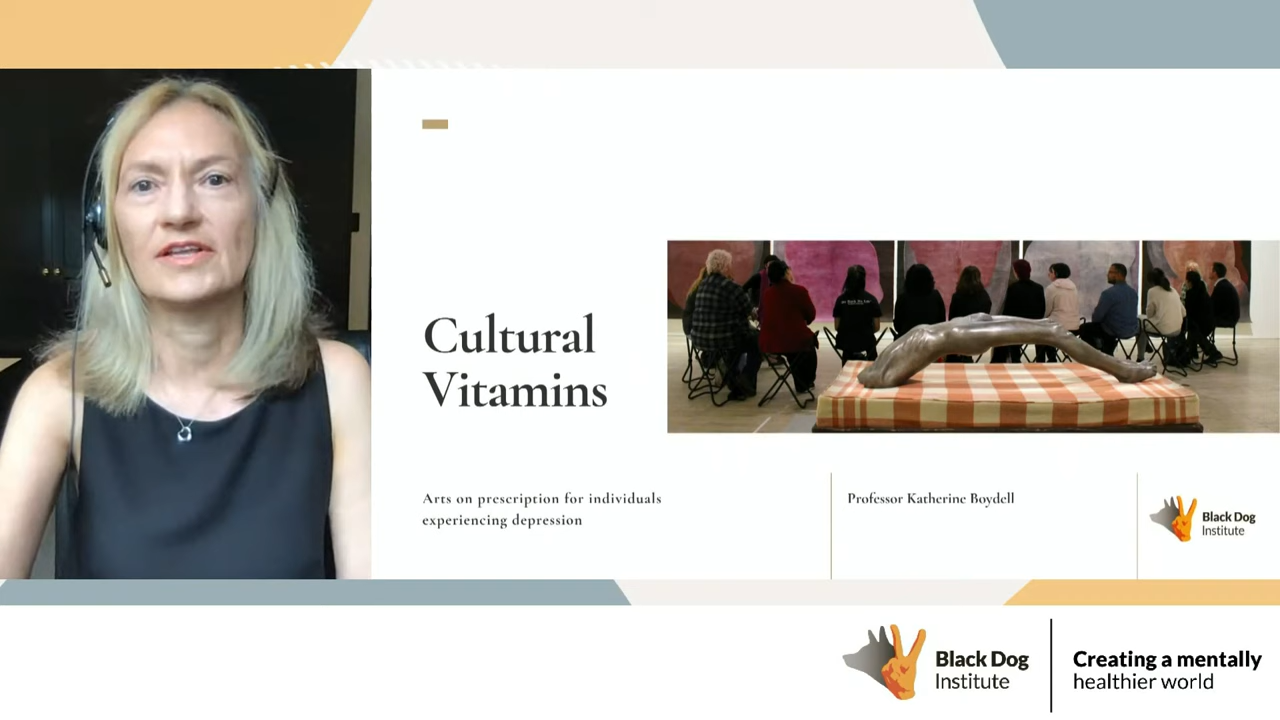 Cultural
Vitamins
Arts on prescription for individuals
experiencing depression
Professor Katherine Boydell
Black Dog
Institute
Black Dog
Institute
Creating a mentally
healthier world